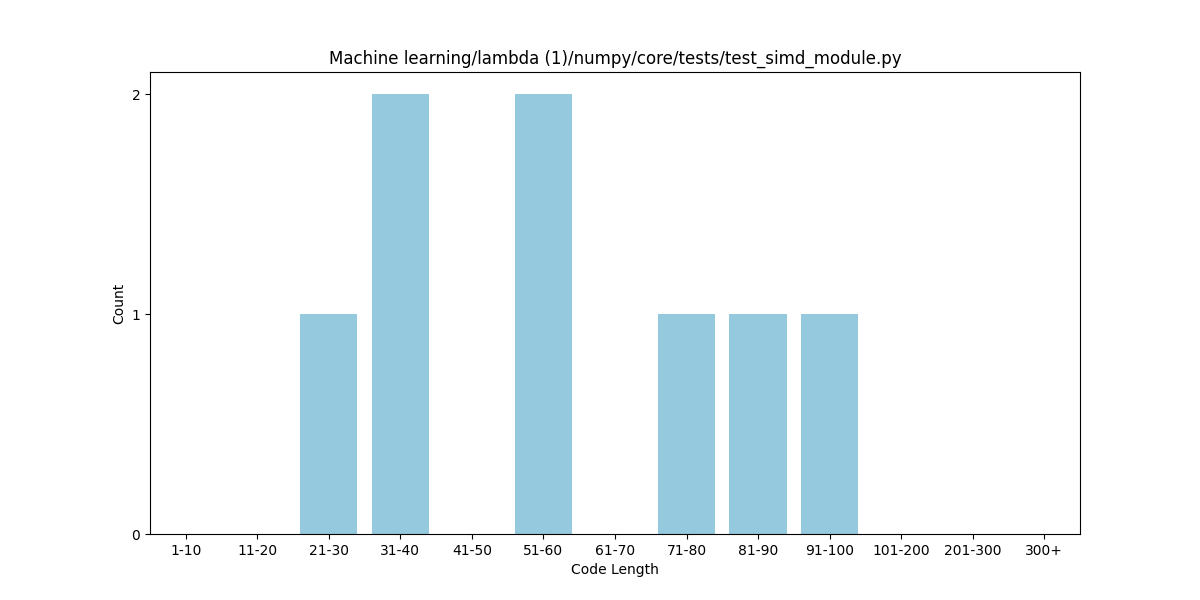 Machine learning/lambda (1)/numpy/core/tests/test_simd_module.py
2
1
0
Count
1-10 11-20 21-30 31-40 41-50 51-60 61-70 71-80 81-90 91-100 101-200 201-300 300+
Code Length